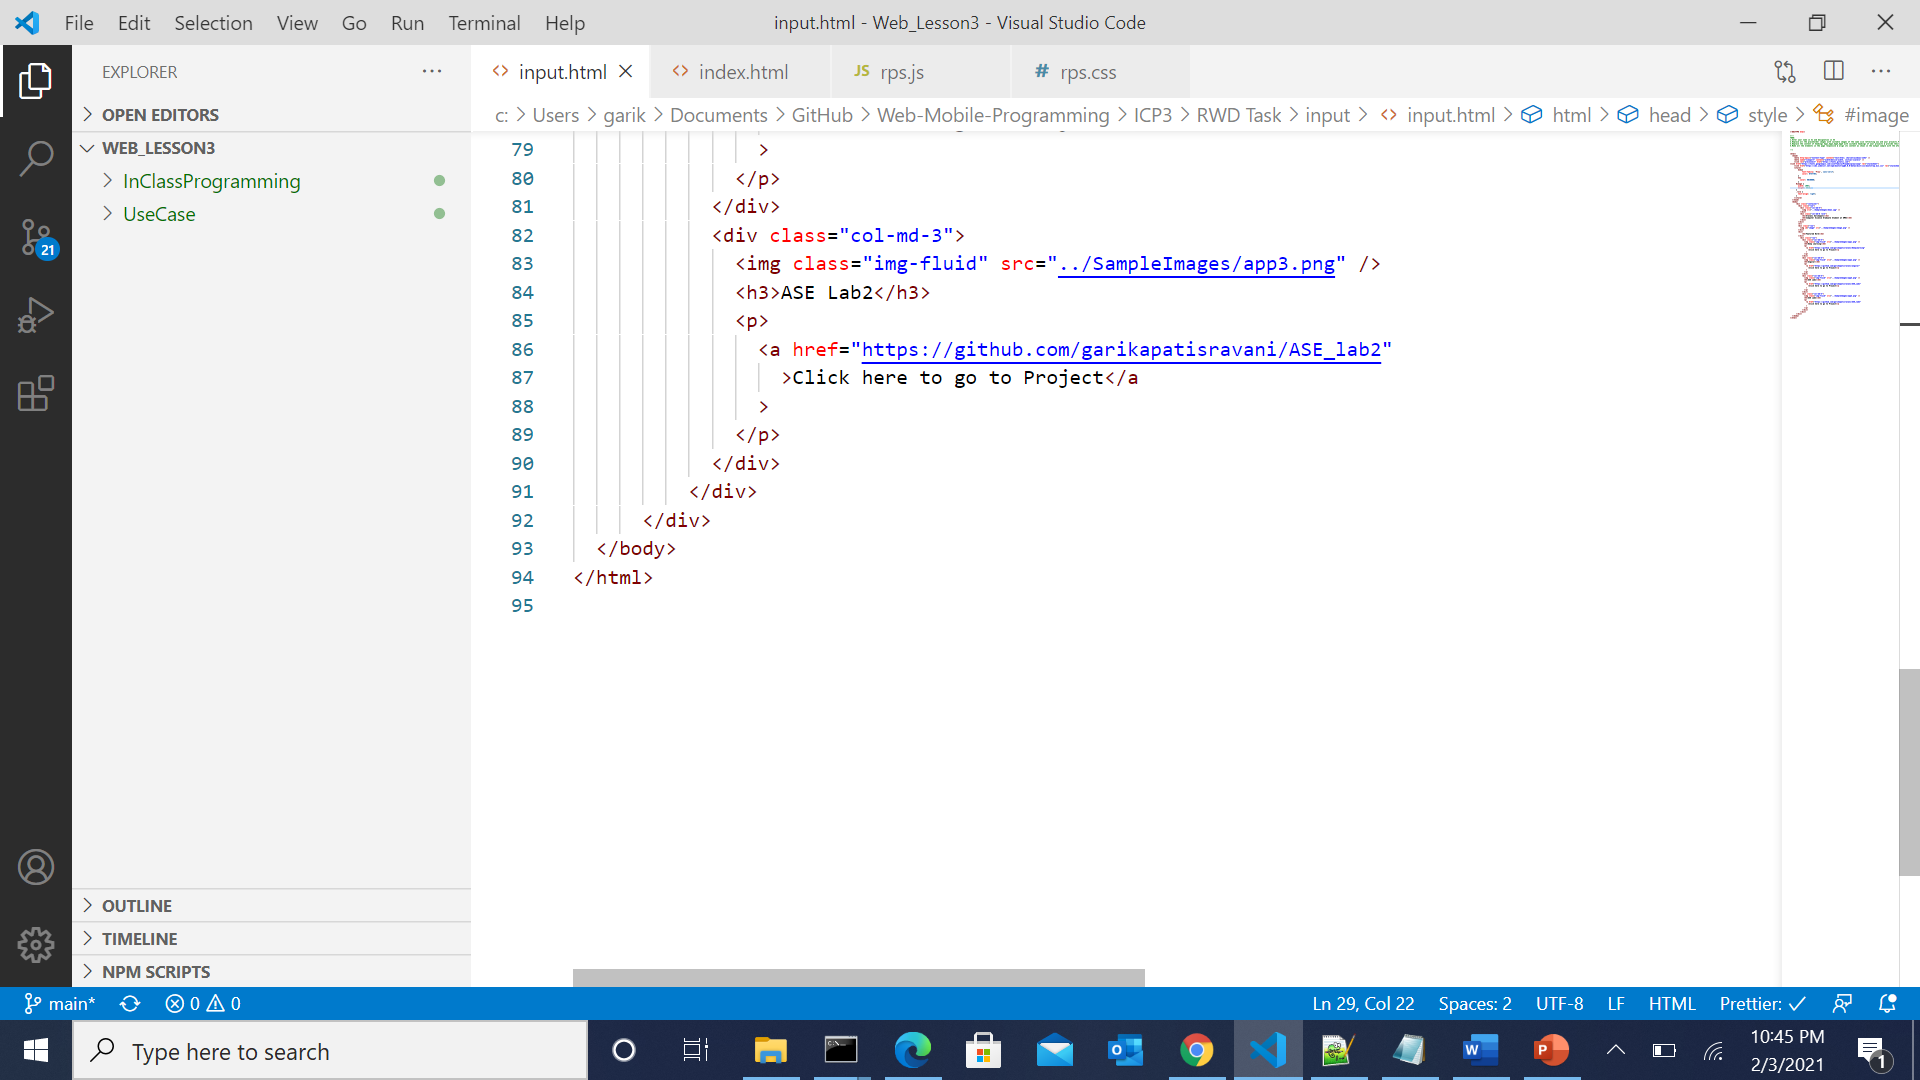 File Edit Selection View Go Run Terminal Help
input.html - Web_Lesson3 - Visual Studio Code
EXPLORER
OPEN EDITORS
WEB_LESSON3
InClassProgramming
UseCase
21
OUTLINE
TIMELINE
NPM SCRIPTS
input.html
index.html
JS rps.js
# rps.css
c: > Users > garik > Documents > GitHub > Web-Mobile-Programming > ICP3 > RWD Task > input > input.html > html > head > style > #image
79 >
80 </p>
81 </div>
82 <div class="col-md-3">
83 <img class="img-fluid" src="../SampleImages/app3.png" />
84 <h3>ASE Lab2</h3>
85 <p>
86 <a href="https://github.com/garikapatisravani/ASE_lab2"
87 >Click here to go to Project</a
88 >
89 </p>
90 </div>
91 </div>
92 </div>
93 </body>
94 </html>
95
main* 0 0 Ln 29, Col 22 Spaces: 2 UTF-8 LF HTML Prettier: ✓
Type here to search
10:45 PM
2/3/2021
1